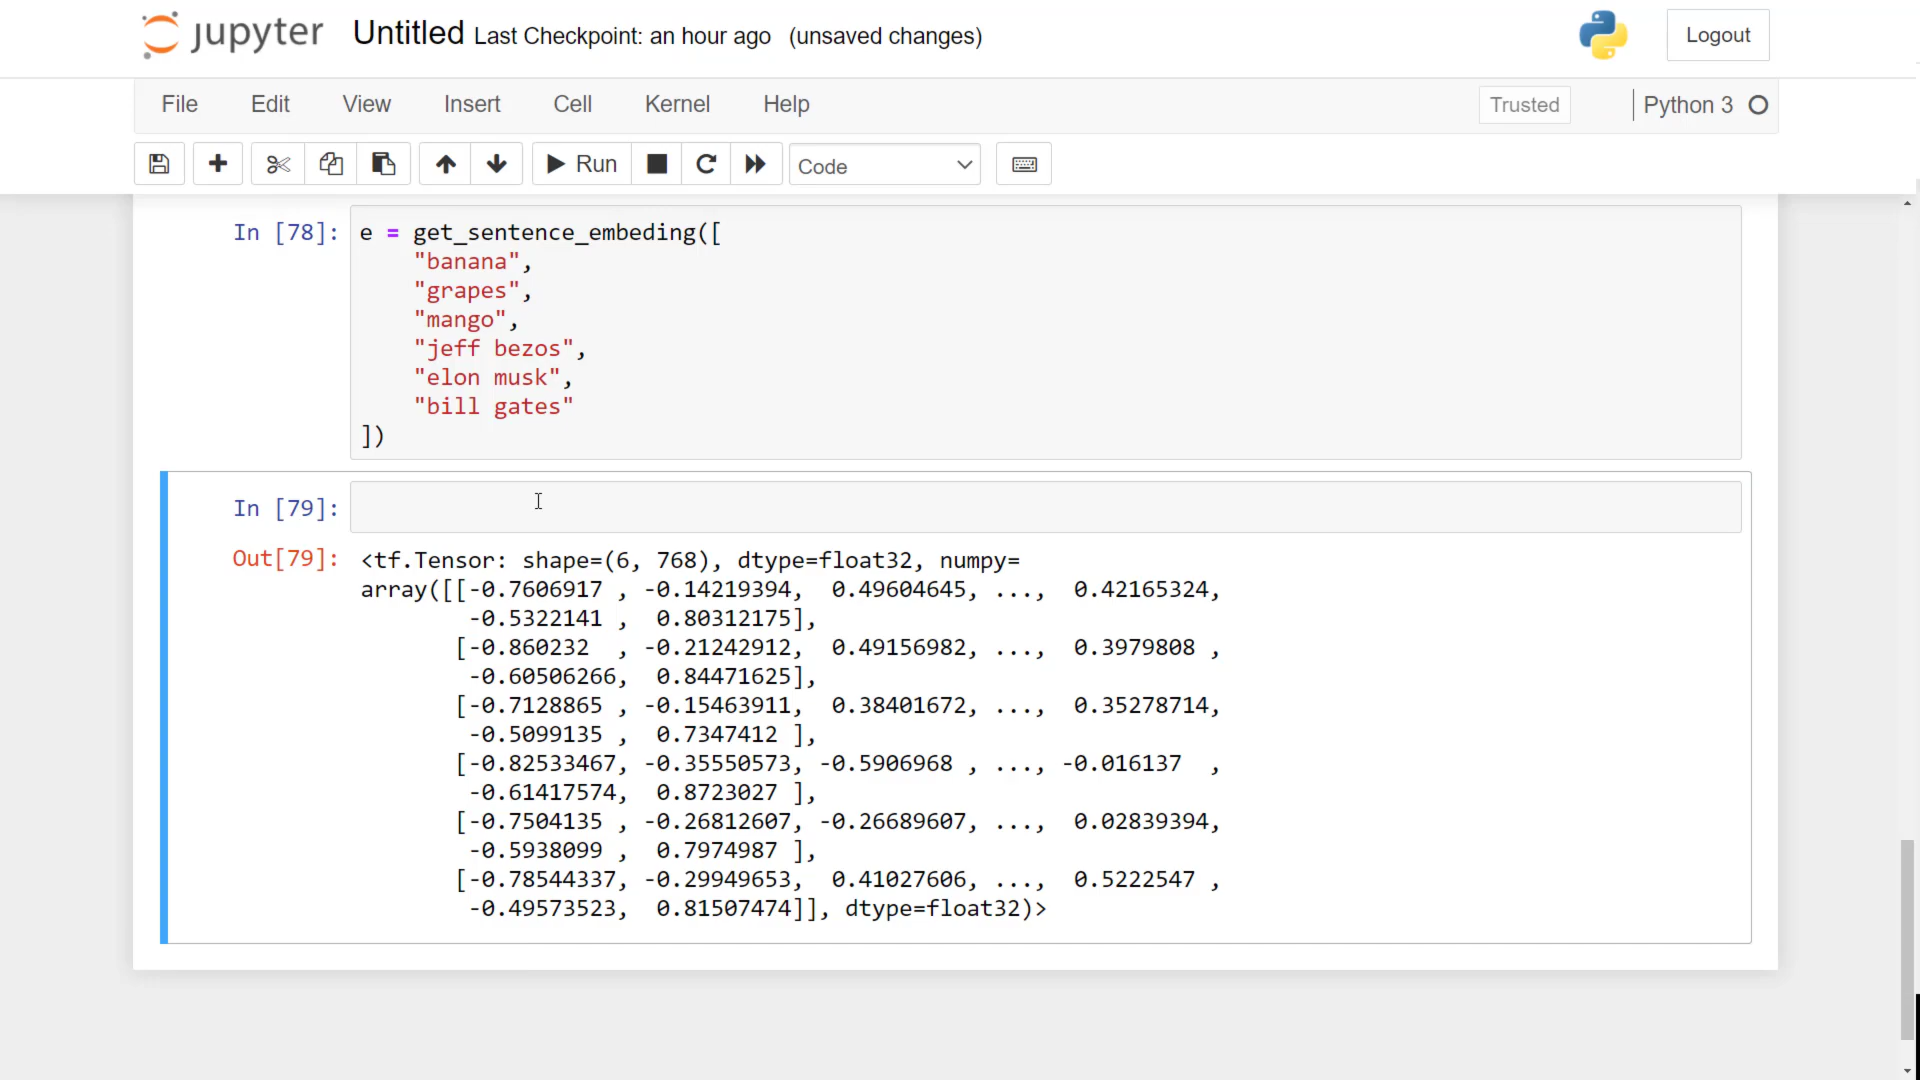 jupyter Untitled Last Checkpoint: an hour ago (unsaved changes) Logout
File Edit View Insert Cell Kernel Help Trusted Python 3
Run Code
In [78]: e = get_sentence_embeding([
"banana",
"grapes",
"mango",
"jeff bezos",
"elon musk",
"bill gates"
])
In [79]:
Out[79]: <tf.Tensor: shape=(6, 768), dtype=float32, numpy=
array([[-0.7606917 , -0.14219394,  0.49604645, ...,  0.42165324,
-0.5322141 ,  0.80312175],
[-0.860232  , -0.21242912,  0.49156982, ...,  0.3979808 ,
-0.60506266,  0.84471625],
[-0.7128865 , -0.15463911,  0.38401672, ...,  0.35278714,
-0.5099135 ,  0.7347412 ],
[-0.82533467, -0.35550573, -0.5906968 , ..., -0.016137  ,
-0.61417574,  0.8723027 ],
[-0.7504135 , -0.26812607, -0.26689607, ...,  0.02839394,
-0.5938099 ,  0.7974987 ],
[-0.78544337, -0.29949653,  0.41027606, ...,  0.5222547 ,
-0.49573523,  0.81507474]], dtype=float32)>